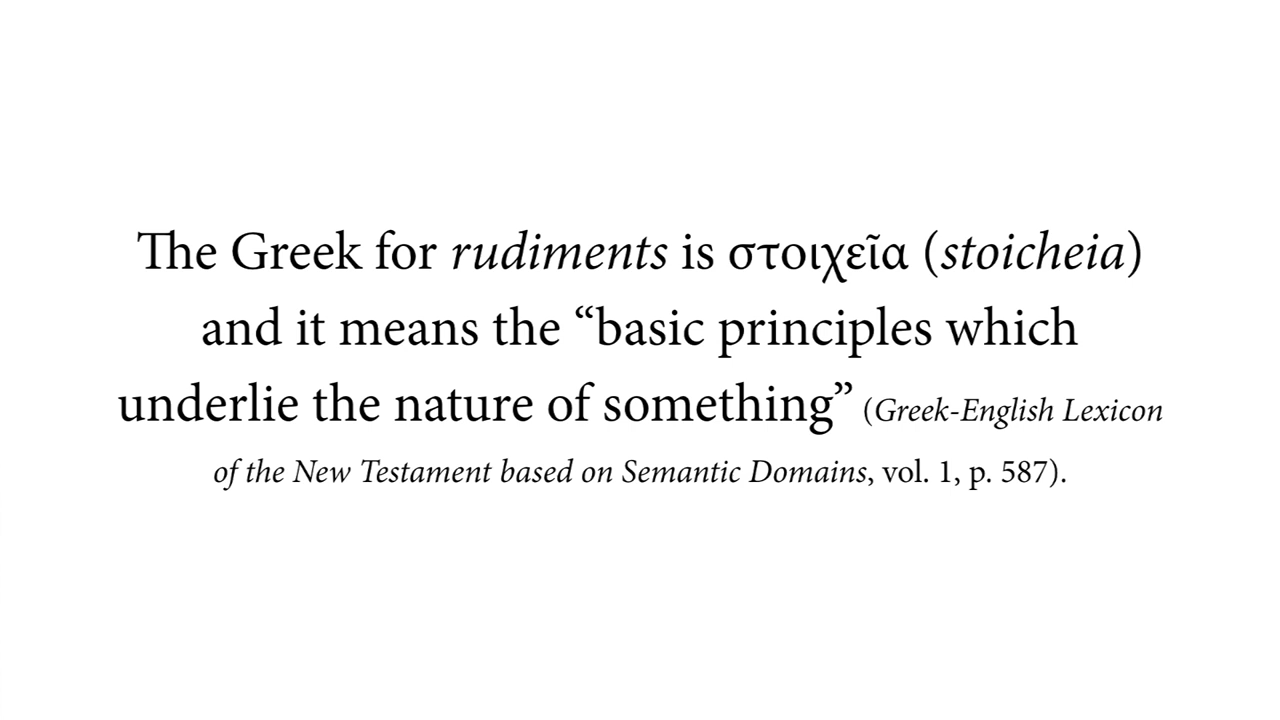 The Greek for rudiments is στοιχεῖα (stoicheia)
and it means the “basic principles which
underlie the nature of something” (Greek-English Lexicon
of the New Testament based on Semantic Domains, vol. 1, p. 587).